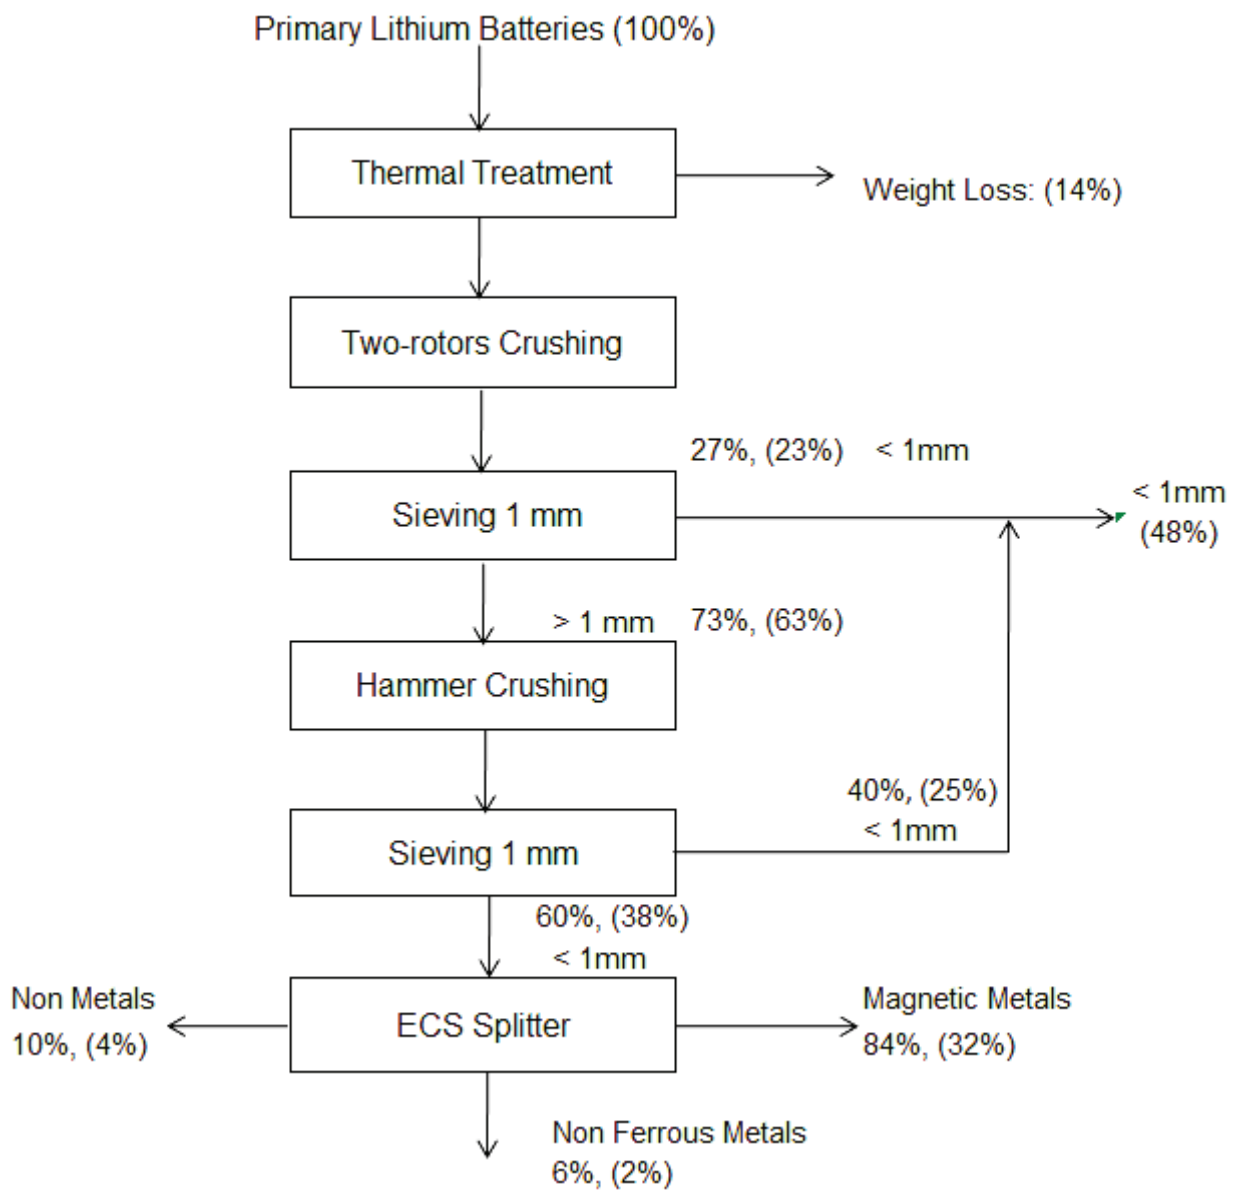 Primary Lithium Batteries (100%)
Thermal Treatment
Weight Loss: (14%)
Two-rotors Crushing
27%, (23%) < 1mm
Sieving 1 mm
< 1mm
(48%)
> 1 mm 73%, (63%)
Hammer Crushing
40%, (25%)
< 1mm
Sieving 1 mm
60%, (38%)
< 1mm
Non Metals
10%, (4%)
ECS Splitter
Magnetic Metals
84%, (32%)
Non Ferrous Metals
6%, (2%)